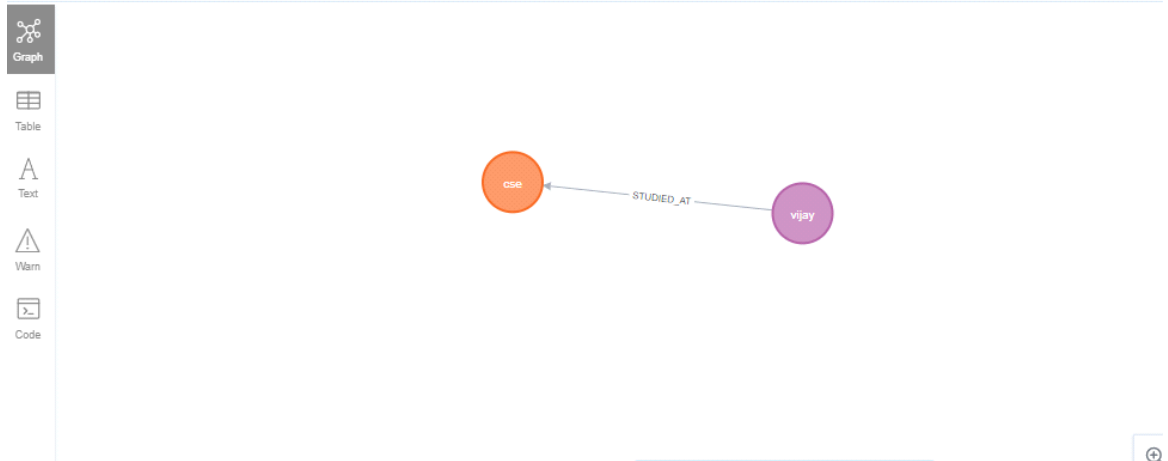 Graph
Table
Text
Warn
Code
cse
STUDIED_AT
vijay